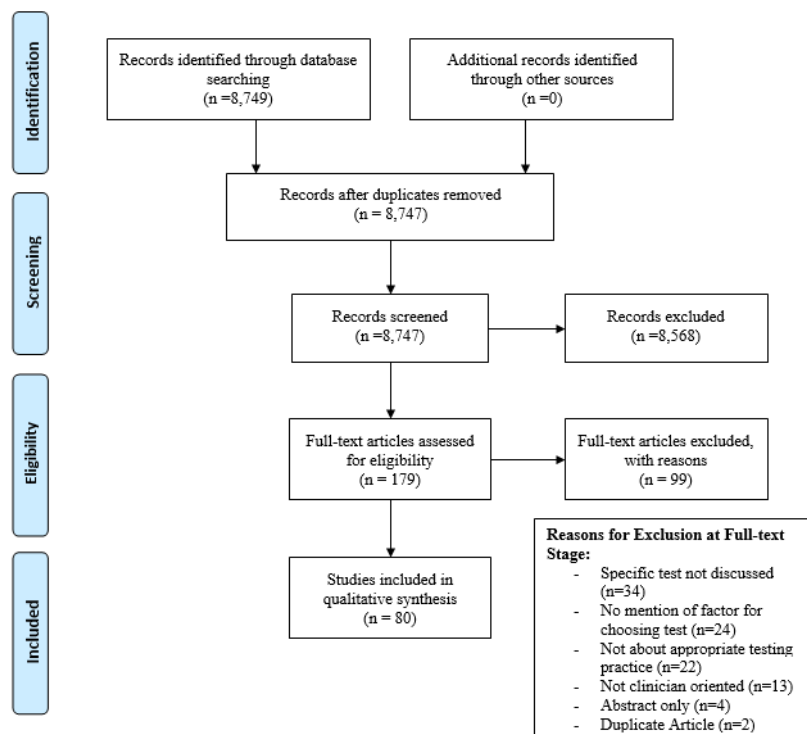 Identification
Records identified through database
searching
(n =8,749)
Additional records identified
through other sources
(n =0)
Screening
Records after duplicates removed
(n = 8,747)
Records screened
(n =8,747)
Records excluded
(n =8,568)
Eligibility
Full-text articles assessed
for eligibility
(n = 179)
Full-text articles excluded,
with reasons
(n = 99)
Included
Studies included in
qualitative synthesis
(n = 80)
Reasons for Exclusion at Full-text
Stage:
- Specific test not discussed
(n=34)
- No mention of factor for
choosing test (n=24)
- Not about appropriate testing
practice (n=22)
- Not clinician oriented (n=13)
- Abstract only (n=4)
- Duplicate Article (n=2)